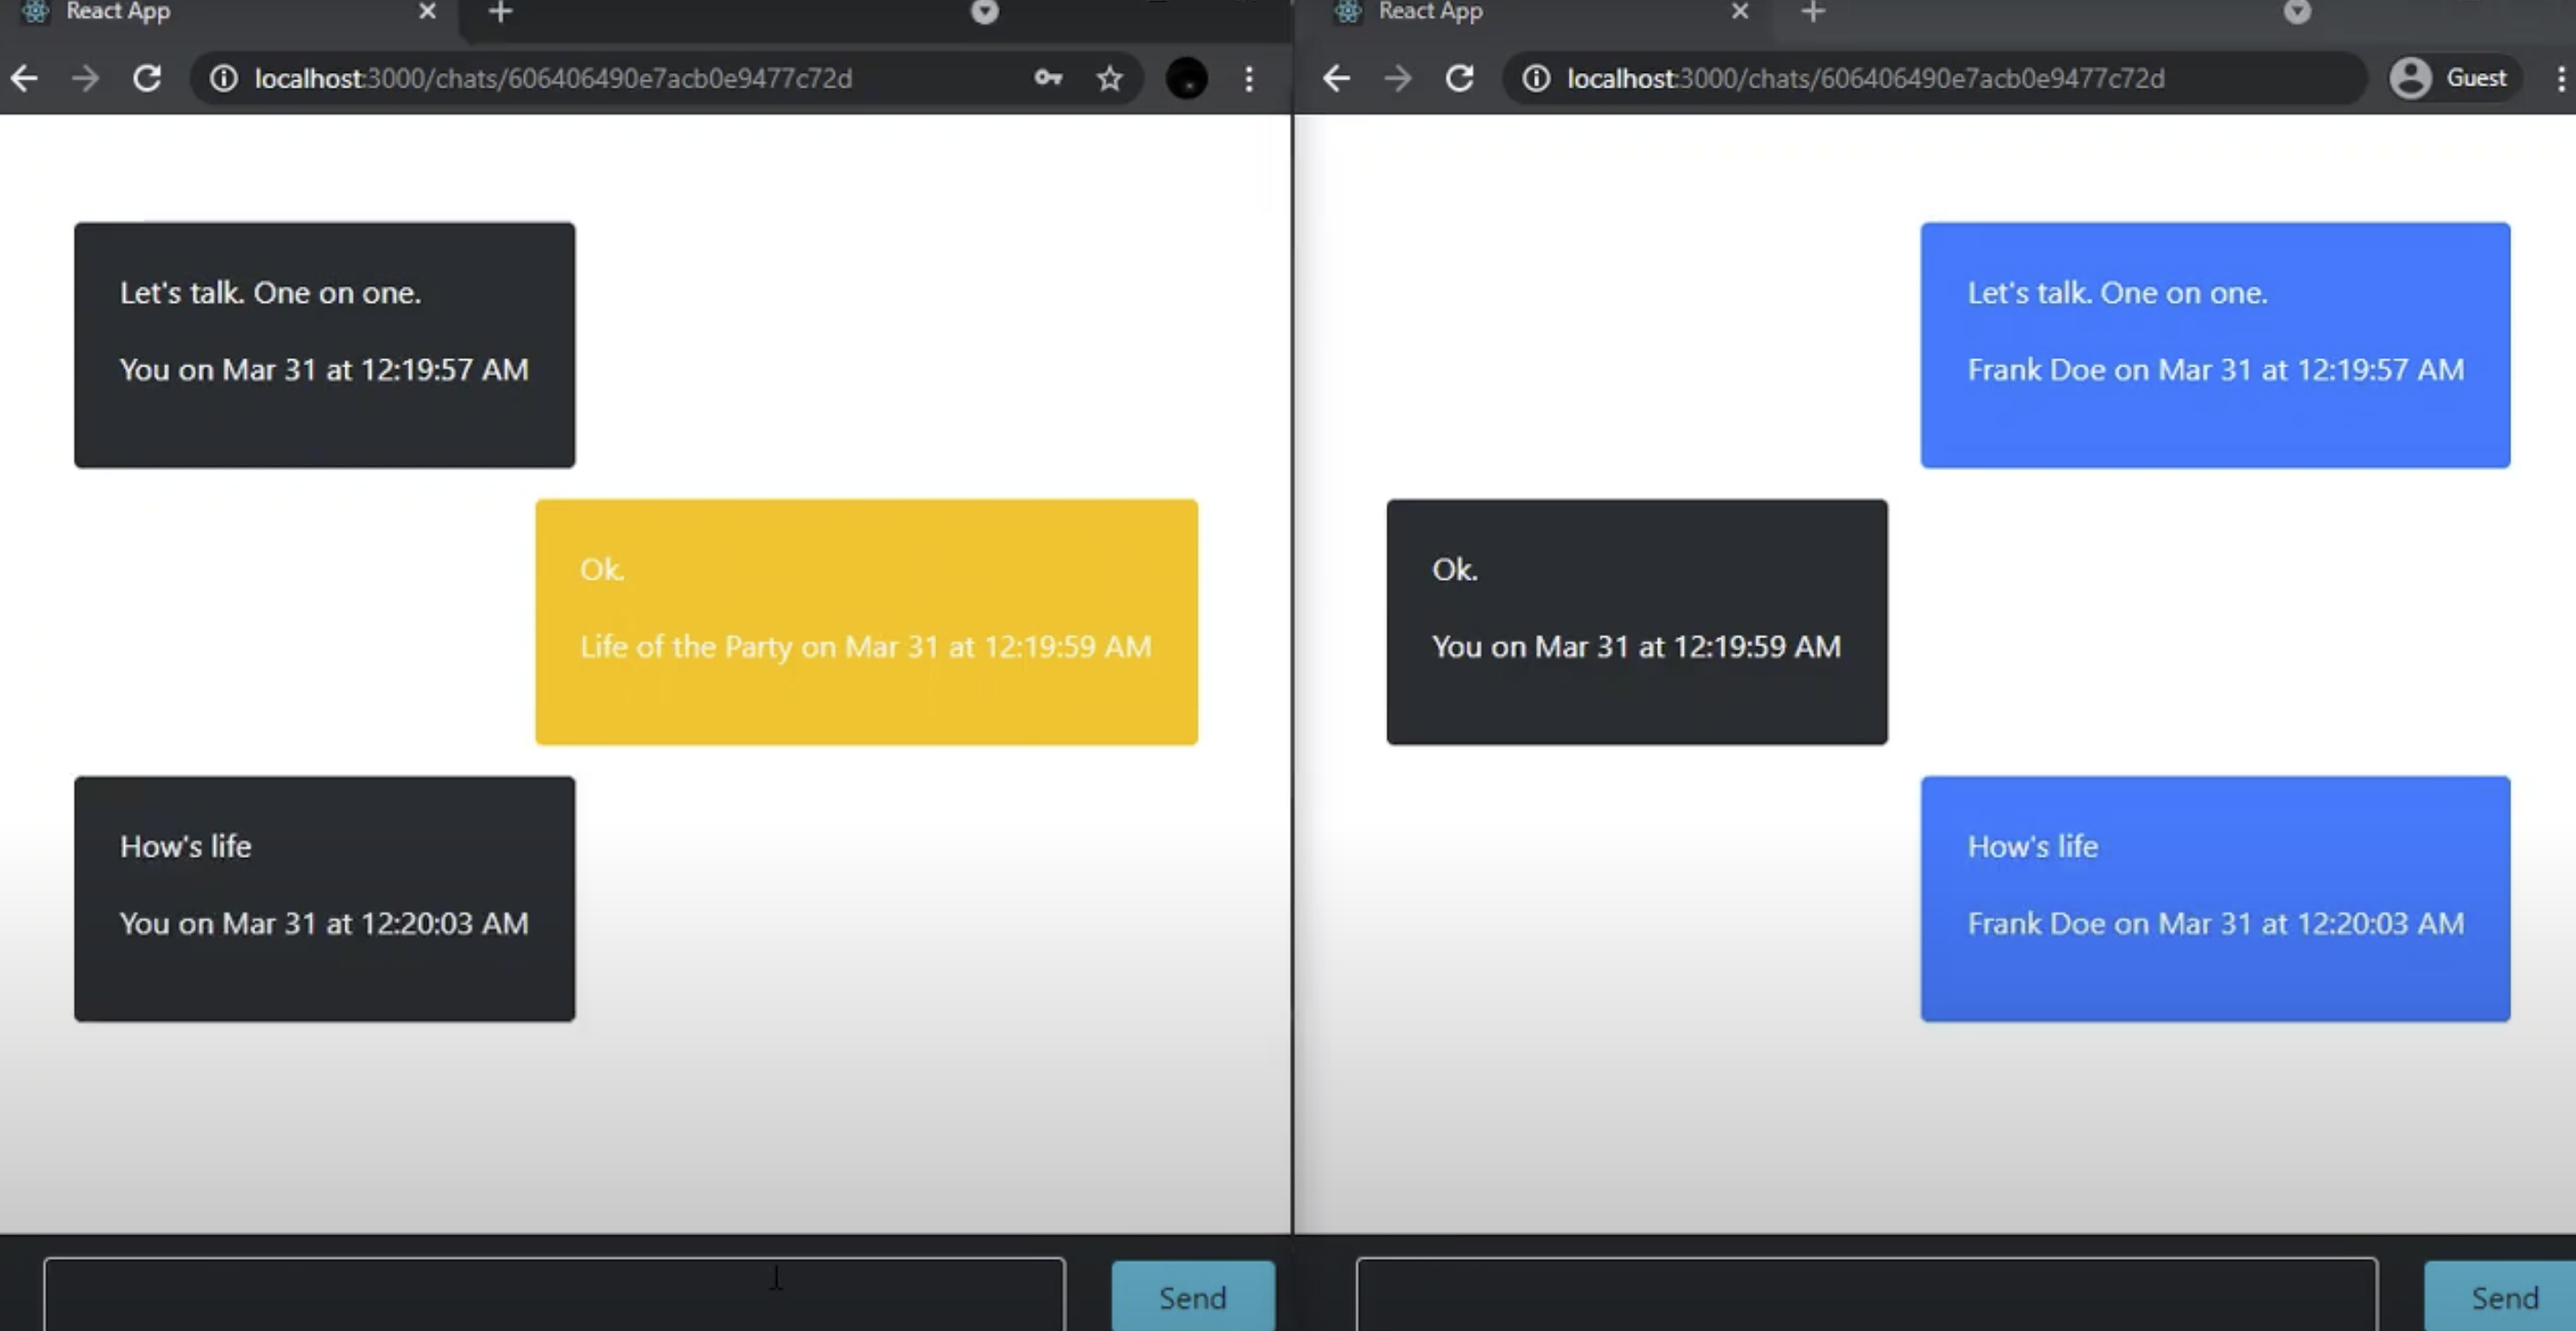 React App
localhost:3000/chats/606406490e7acb0e9477c72d
Let's talk. One on one.
You on Mar 31 at 12:19:57 AM
Ok.
Life of the Party on Mar 31 at 12:19:59 AM
How's life
You on Mar 31 at 12:20:03 AM
Send
React App
localhost:3000/chats/606406490e7acb0e9477c72d
Guest
Let's talk. One on one.
Frank Doe on Mar 31 at 12:19:57 AM
Ok.
You on Mar 31 at 12:19:59 AM
How's life
Frank Doe on Mar 31 at 12:20:03 AM
Send